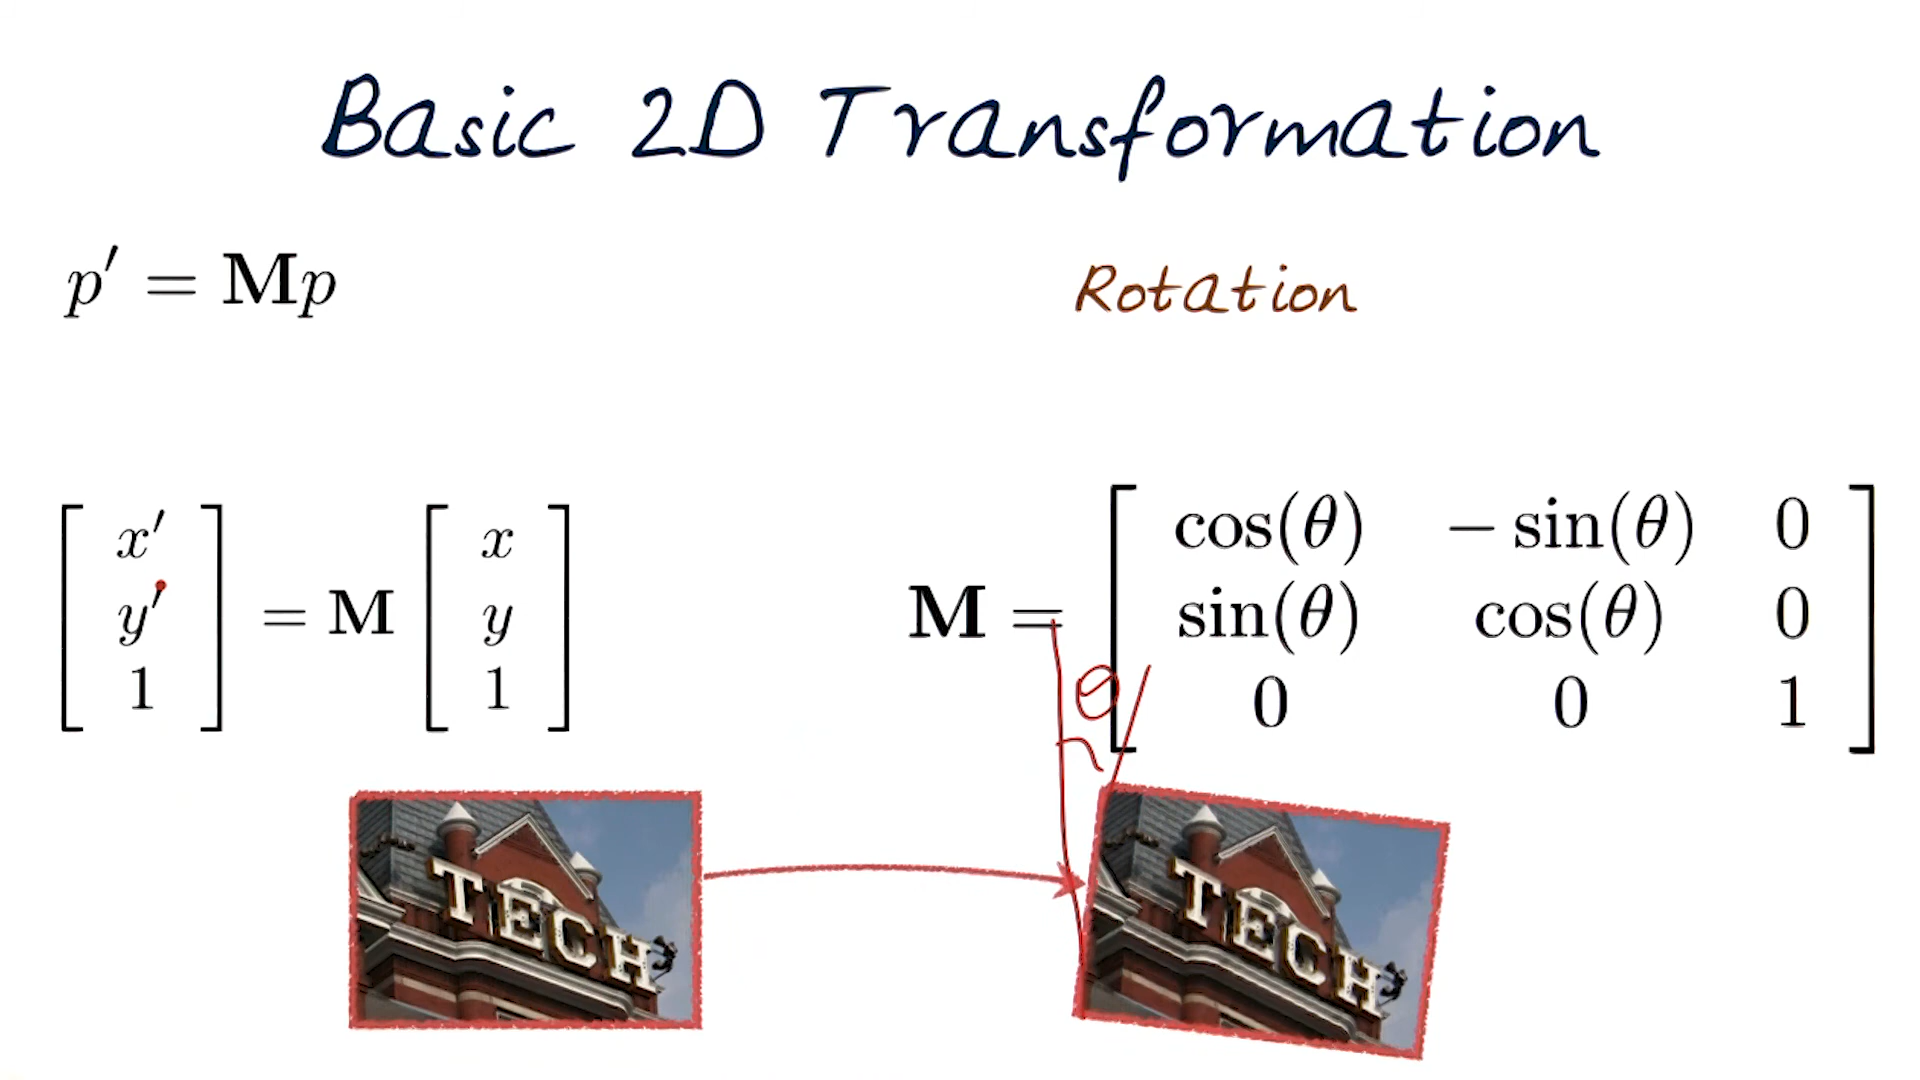 Basic 2D Transformation
p′ = Mp
Rotation
[ x′ ] [ x ]
[ y′ ] = M [ y ]
[ 1 ] [ 1 ]
[ cos(θ) − sin(θ) 0 ]
M = [ sin(θ) cos(θ) 0 ]
[ 0 0 1 ]
θ
TECH
TECH